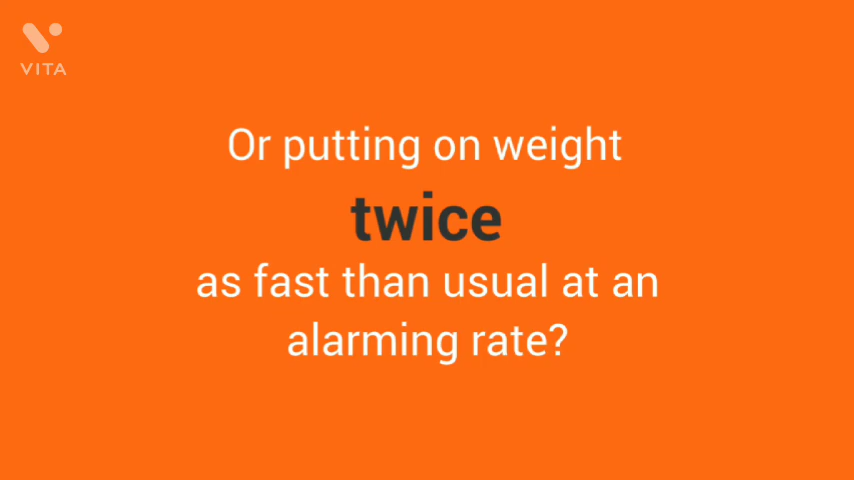 VITA
Or putting on weight
twice
as fast than usual at an
alarming rate?